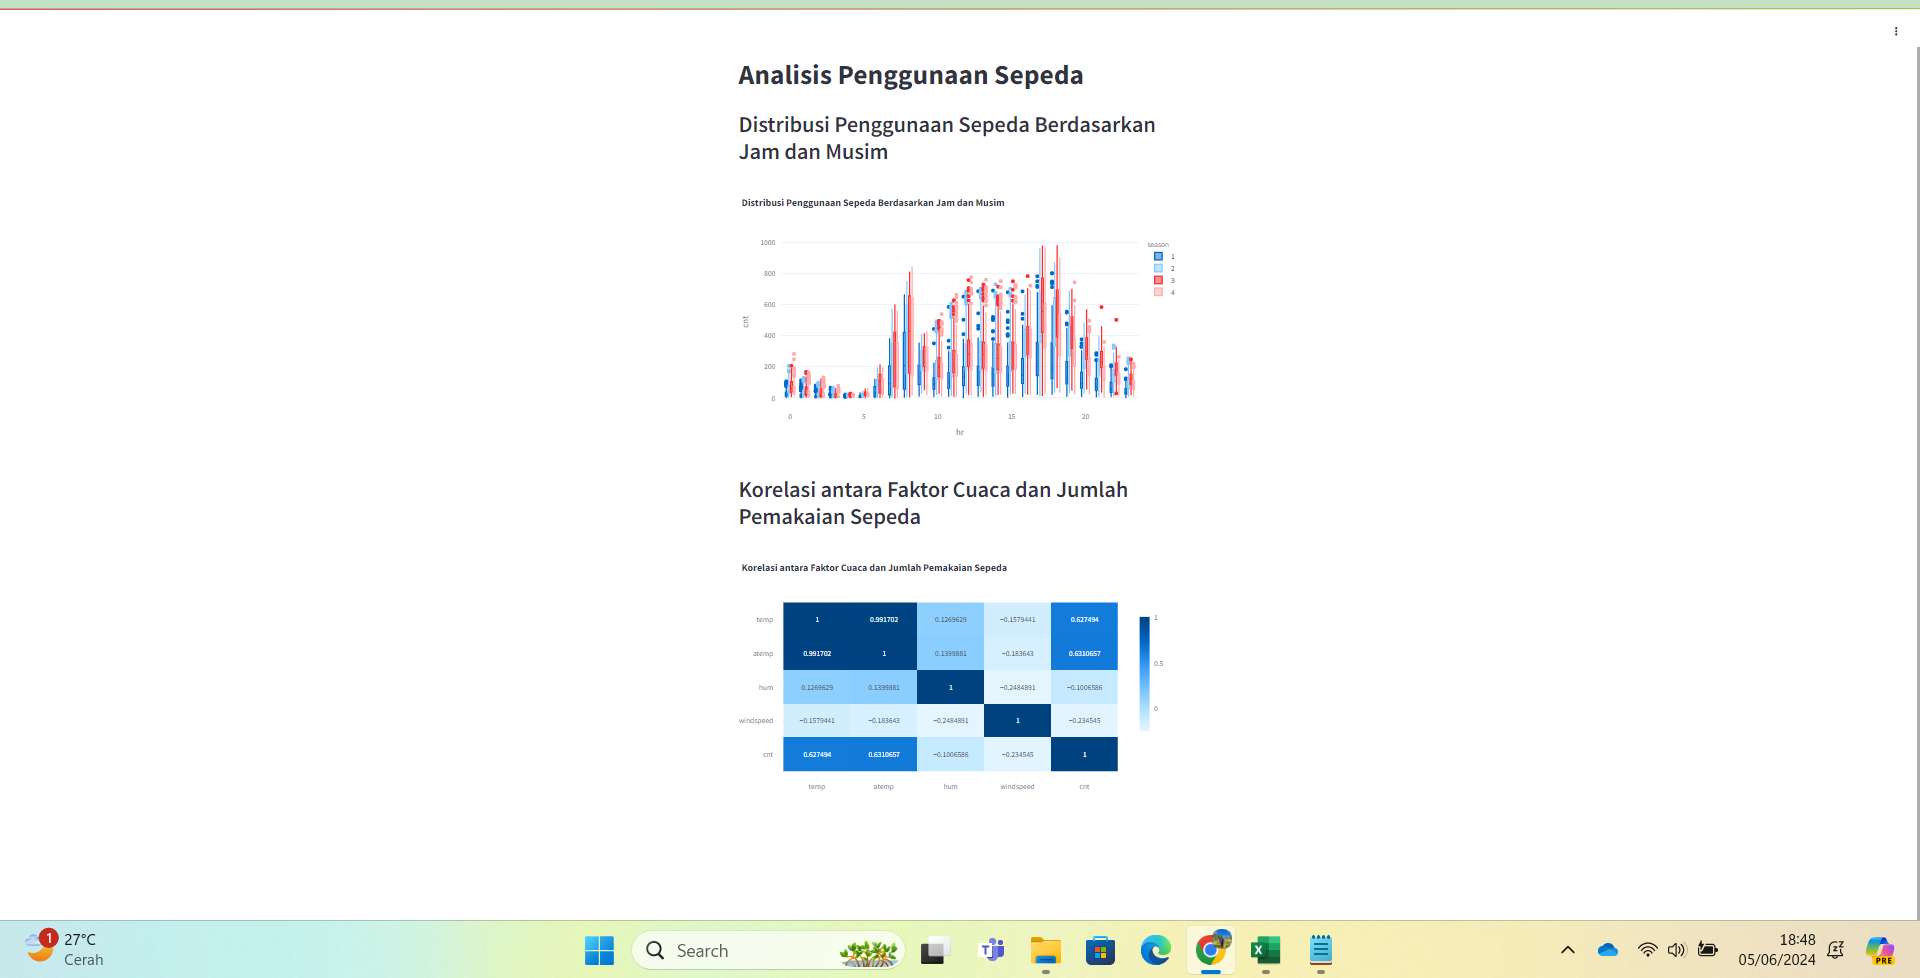 Analisis Penggunaan Sepeda
Distribusi Penggunaan Sepeda Berdasarkan
Jam dan Musim
Distribusi Penggunaan Sepeda Berdasarkan Jam dan Musim
1000
800
600
400
200
0
cnt
0 5 10 15 20
hr
season
1
2
3
4
Korelasi antara Faktor Cuaca dan Jumlah
Pemakaian Sepeda
Korelasi antara Faktor Cuaca dan Jumlah Pemakaian Sepeda
temp 1 0.991702 0.1269629 −0.1579441 0.627494
atemp 0.991702 1 0.1399881 −0.183643 0.6310657
hum 0.1269629 0.1399881 1 −0.2484891 −0.1006586
windspeed −0.1579441 −0.183643 −0.2484891 1 −0.234545
cnt 0.627494 0.6310657 −0.1006586 −0.234545 1
temp atemp hum windspeed cnt
1
0.5
0
1
27°C
Cerah
Search
18:48
05/06/2024
PRE